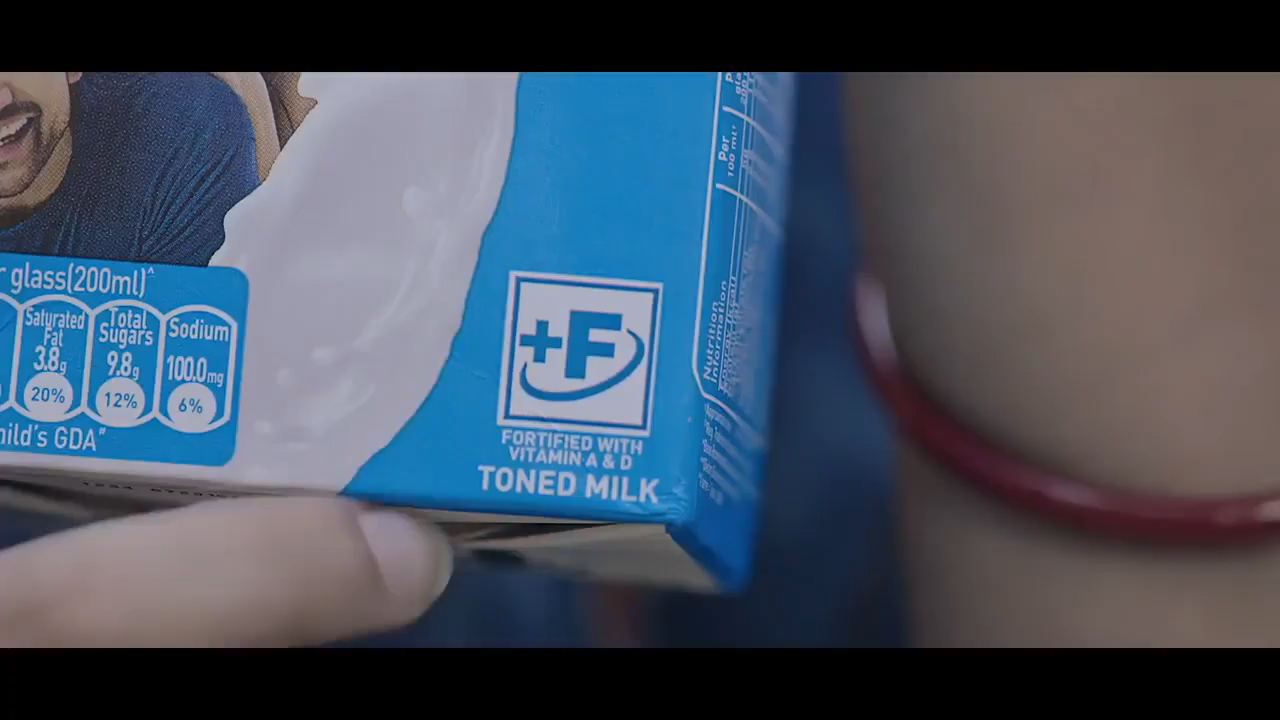 glass(200ml)^
Saturated
Fat
3.8g
20%
Total
Sugars
9.8g
12%
Sodium
100.0mg
6%
GDA"
+F
FORTIFIED WITH
VITAMIN A & D
TONED MILK
Per
100 ml
Nutrition
information